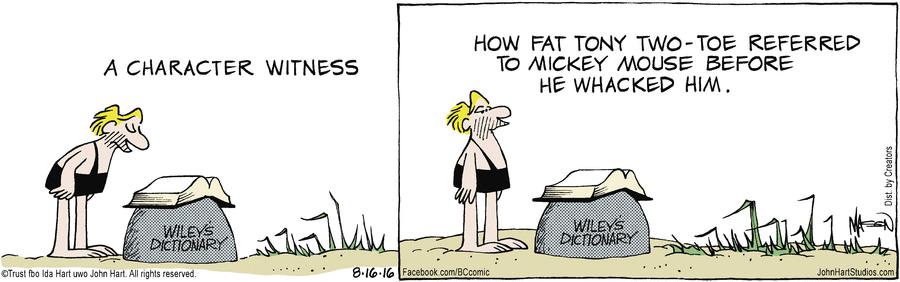 A CHARACTER WITNESS
WILEY'S
DICTIONARY
©Trust fbo Ida Hart uwo John Hart. All rights reserved.
8•16•16
HOW FAT TONY TWO-TOE REFERRED
TO MICKEY MOUSE BEFORE
HE WHACKED HIM.
WILEY'S
DICTIONARY
Dist. by Creators
MASON
Facebook.com/BCcomic
JohnHartStudios.com